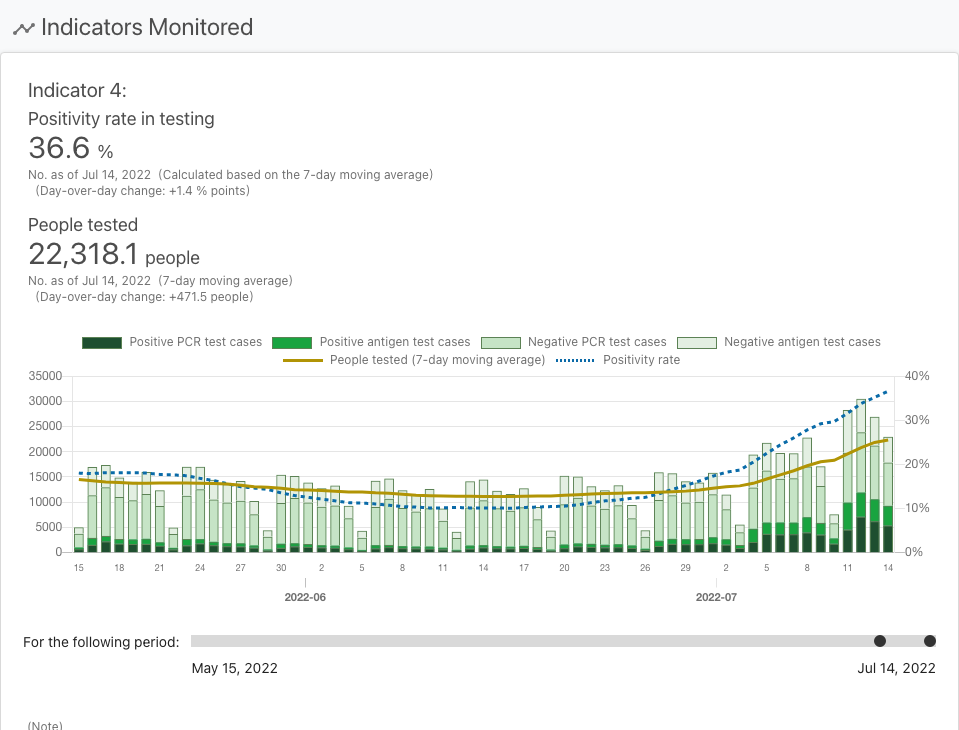 Indicators Monitored
Indicator 4:
Positivity rate in testing
36.6 %
No. as of Jul 14, 2022 (Calculated based on the 7-day moving average)
(Day-over-day change: +1.4 % points)
People tested
22,318.1 people
No. as of Jul 14, 2022 (7-day moving average)
(Day-over-day change: +471.5 people)
Positive PCR test cases Positive antigen test cases Negative PCR test cases Negative antigen test cases
People tested (7-day moving average) Positivity rate
35000 40%
30000
30%
25000
20000
20%
15000
10000
10%
5000
0 0%
15 18 21 24 27 30 2 5 8 11 14 17 20 23 26 29 2 5 8 11 14
2022-06 2022-07
For the following period:
May 15, 2022 Jul 14, 2022
(Note)